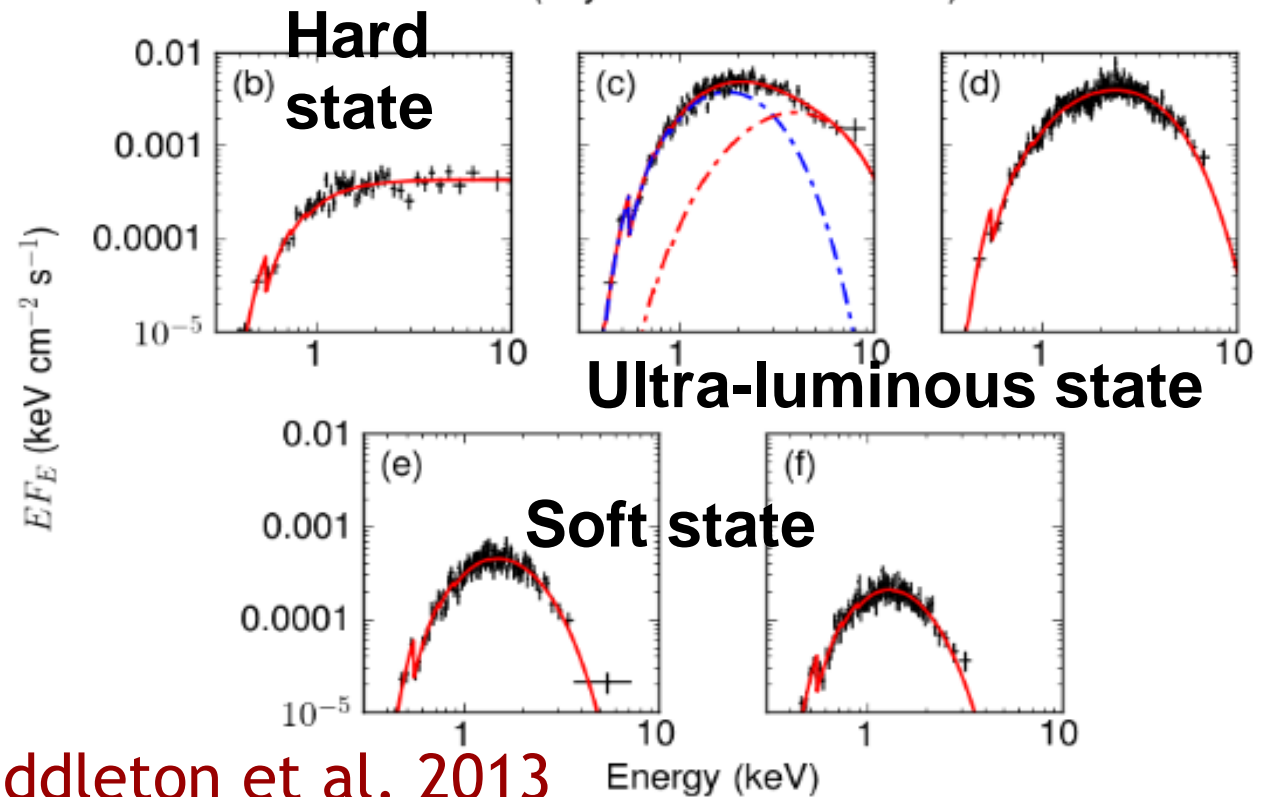 Hard
state
(b)
(c)
(d)
0.01
0.001
0.0001
10⁻⁵
1 10
1 10
1 10
Ultra-luminous state
EF_E (keV cm⁻² s⁻¹)
(e)
(f)
Soft state
0.01
0.001
0.0001
10⁻⁵
1 10
1 10
ddleton et al. 2013
Energy (keV)